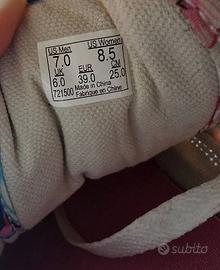 US Men US Women
7.0 8.5
UK EUR CM
6.0 39.0 25.0
721500 Made in China
Fabriqué en Chine
subito